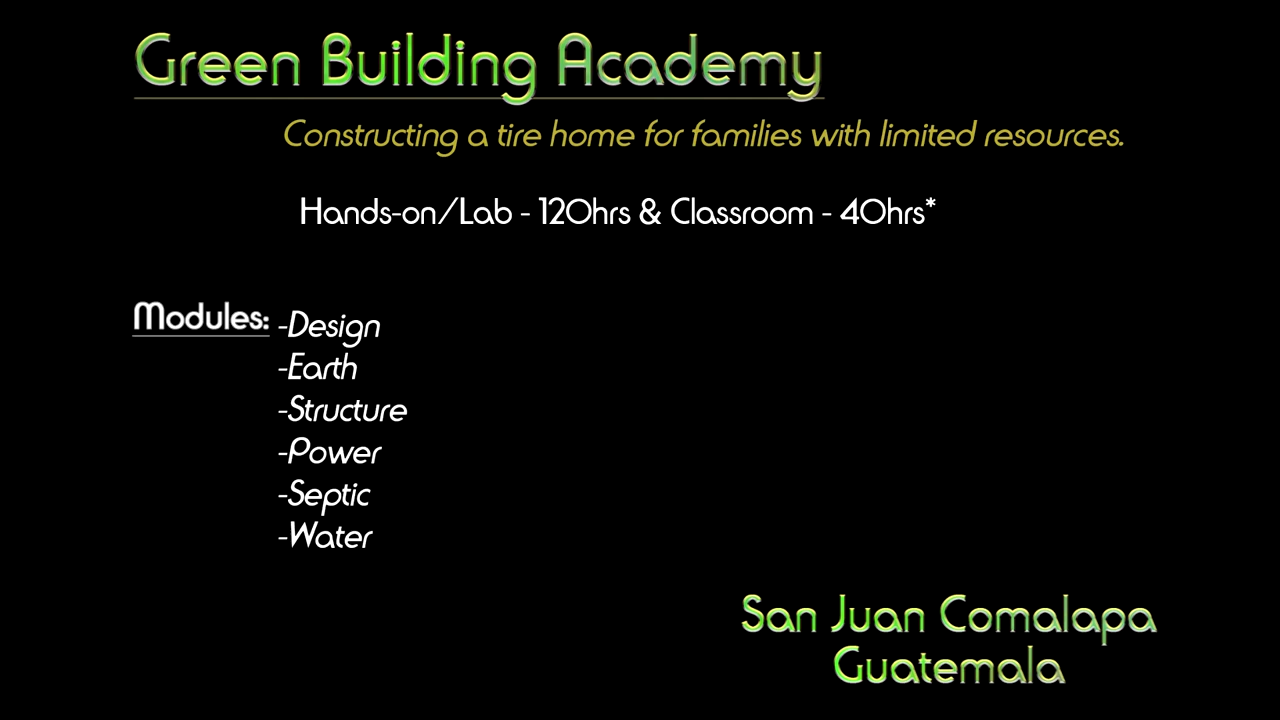 Green Building Academy
Constructing a tire home for families with limited resources.
Hands-on/Lab - 120hrs & Classroom - 40hrs*
Modules: -Design
-Earth
-Structure
-Power
-Septic
-Water
San Juan Comalapa
Guatemala